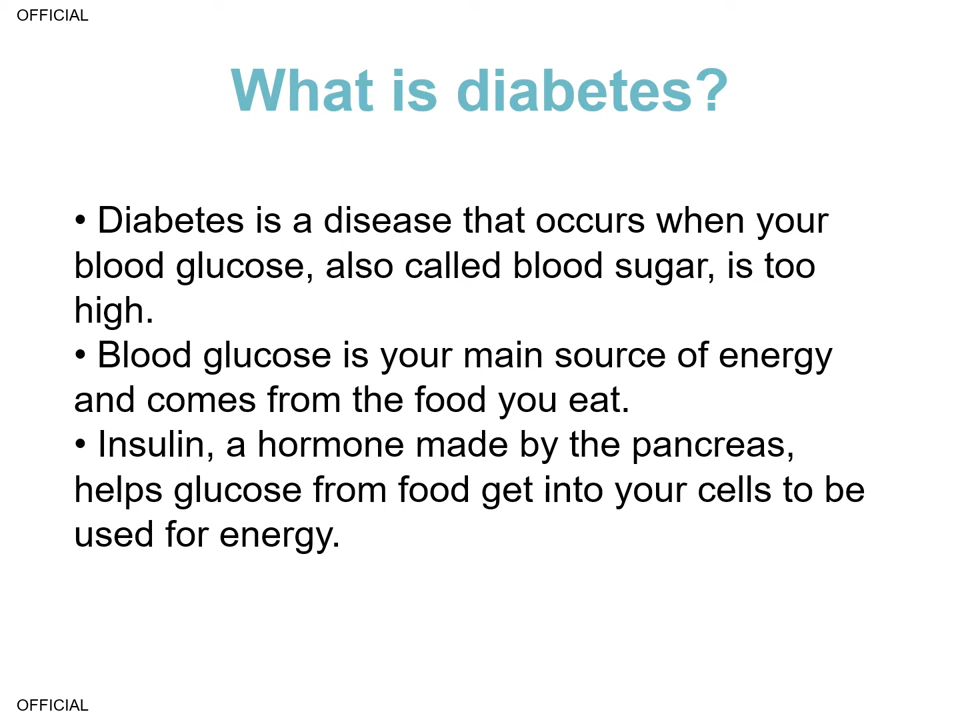 OFFICIAL
What is diabetes?
• Diabetes is a disease that occurs when your
blood glucose, also called blood sugar, is too
high.
• Blood glucose is your main source of energy
and comes from the food you eat.
• Insulin, a hormone made by the pancreas,
helps glucose from food get into your cells to be
used for energy.
OFFICIAL